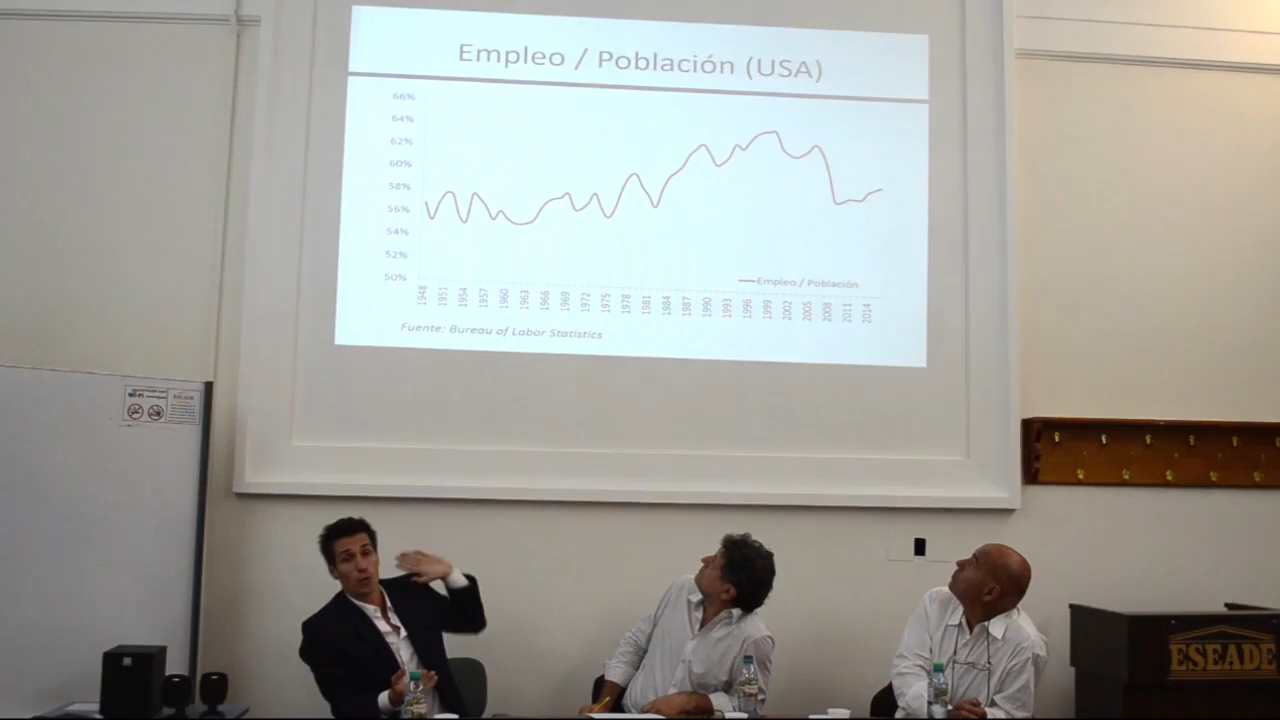 Empleo / Población (USA)
66%
64%
62%
60%
58%
56%
54%
52%
50%
1948 1951 1954 1957 1960 1963 1966 1969 1972 1975 1978 1981 1984 1987 1990 1993 1996 1999 2002 2005 2008 2011 2014
Empleo / Población
Fuente: Bureau of Labor Statistics
Wi-Fi
ESEADE